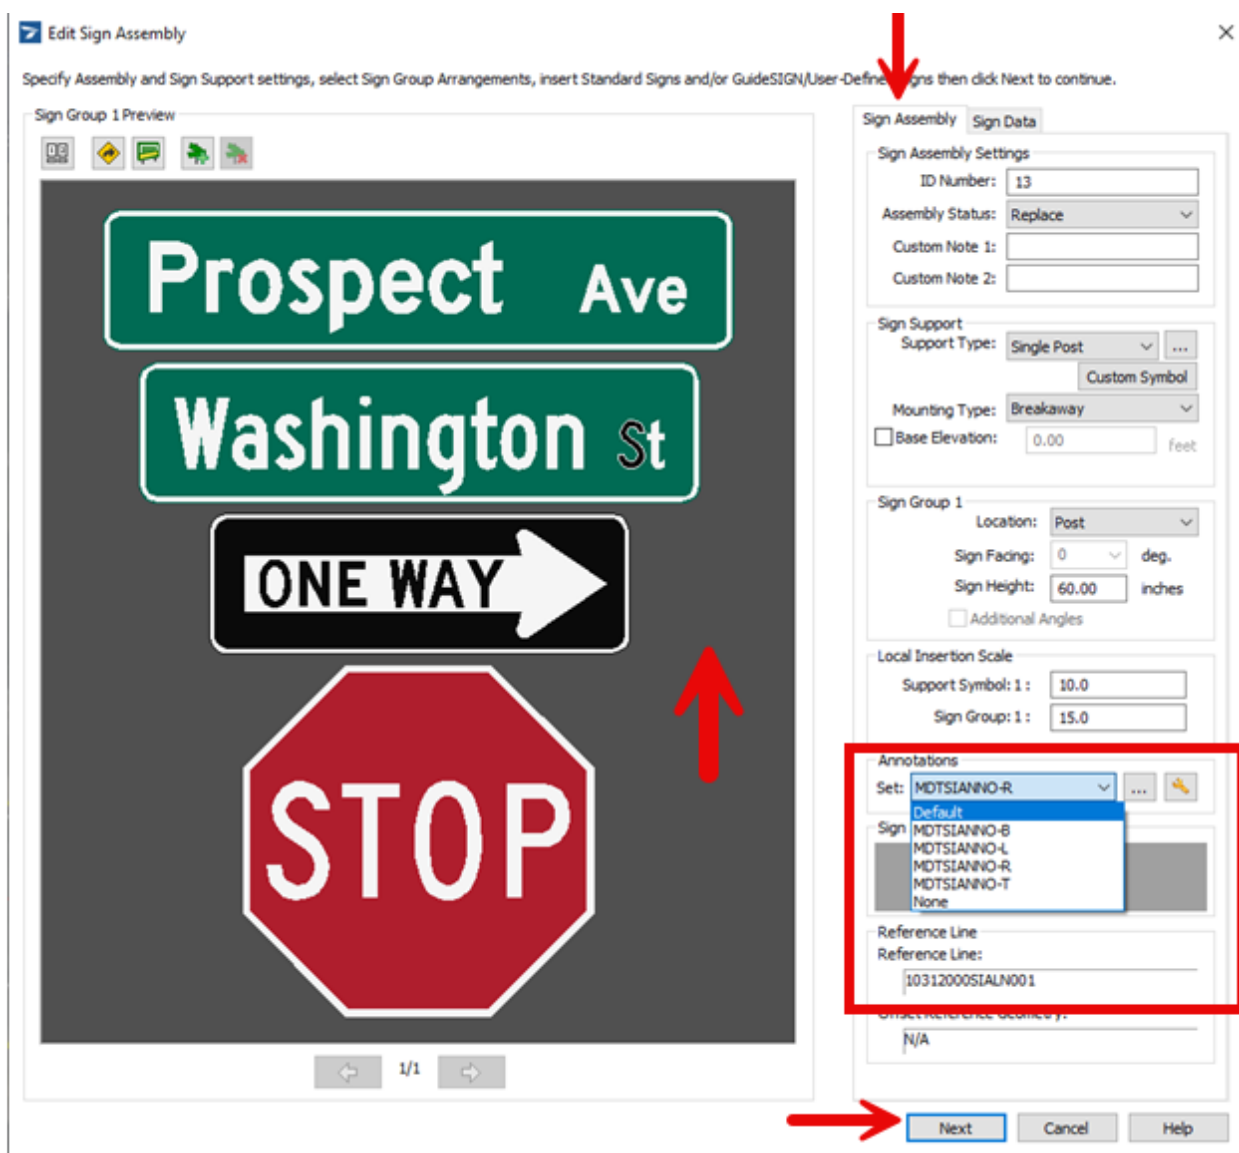 Edit Sign Assembly
Specify Assembly and Sign Support settings, select Sign Group Arrangements, insert Standard Signs and/or GuideSIGN/User-Define gns then click Next to continue.
Sign Group 1 Preview
Prospect Ave
Washington St
ONE WAY
STOP
1/1
Sign Assembly Sign Data
Sign Assembly Settings
ID Number: 13
Assembly Status: Replace
Custom Note 1:
Custom Note 2:
Sign Support
Support Type: Single Post ...
Custom Symbol
Mounting Type: Breakaway
Base Elevation: 0.00 feet
Sign Group 1
Location: Post
Sign Facing: 0 deg.
Sign Height: 60.00 inches
Additional Angles
Local Insertion Scale
Support Symbol: 1 : 10.0
Sign Group: 1 : 15.0
Annotations
Set: MDTSIANNO-R ...
Default
Sign MDTSIANNO-B
MDTSIANNO-L
MDTSIANNO-R
MDTSIANNO-T
None
Reference Line
Reference Line:
10312000SIALN001
Offset Reference Geometry:
N/A
Next Cancel Help